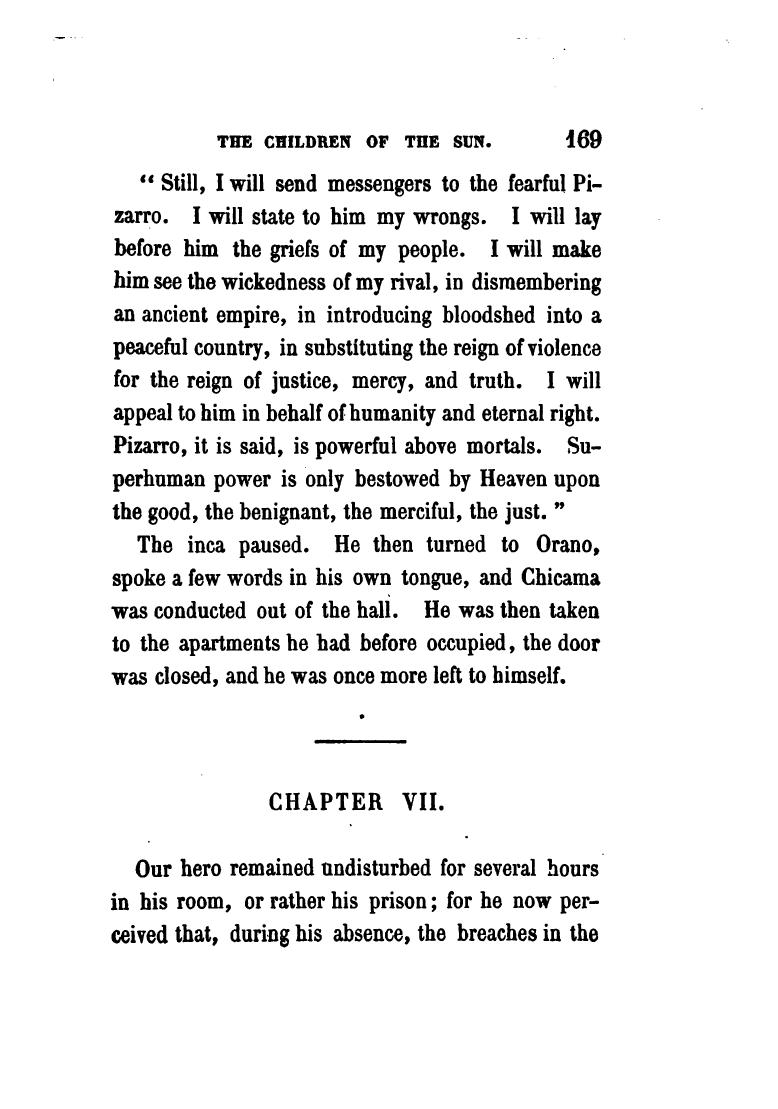 THE CHILDREN OF THE SUN. 169
“ Still, I will send messengers to the fearful Pi-
zarro. I will state to him my wrongs. I will lay
before him the griefs of my people. I will make
him see the wickedness of my rival, in dismembering
an ancient empire, in introducing bloodshed into a
peaceful country, in substituting the reign of violence
for the reign of justice, mercy, and truth. I will
appeal to him in behalf of humanity and eternal right.
Pizarro, it is said, is powerful above mortals. Su-
perhuman power is only bestowed by Heaven upon
the good, the benignant, the merciful, the just. ”
The inca paused. He then turned to Orano,
spoke a few words in his own tongue, and Chicama
was conducted out of the hall. He was then taken
to the apartments he had before occupied, the door
was closed, and he was once more left to himself.
CHAPTER VII.
Our hero remained undisturbed for several hours
in his room, or rather his prison; for he now per-
ceived that, during his absence, the breaches in the